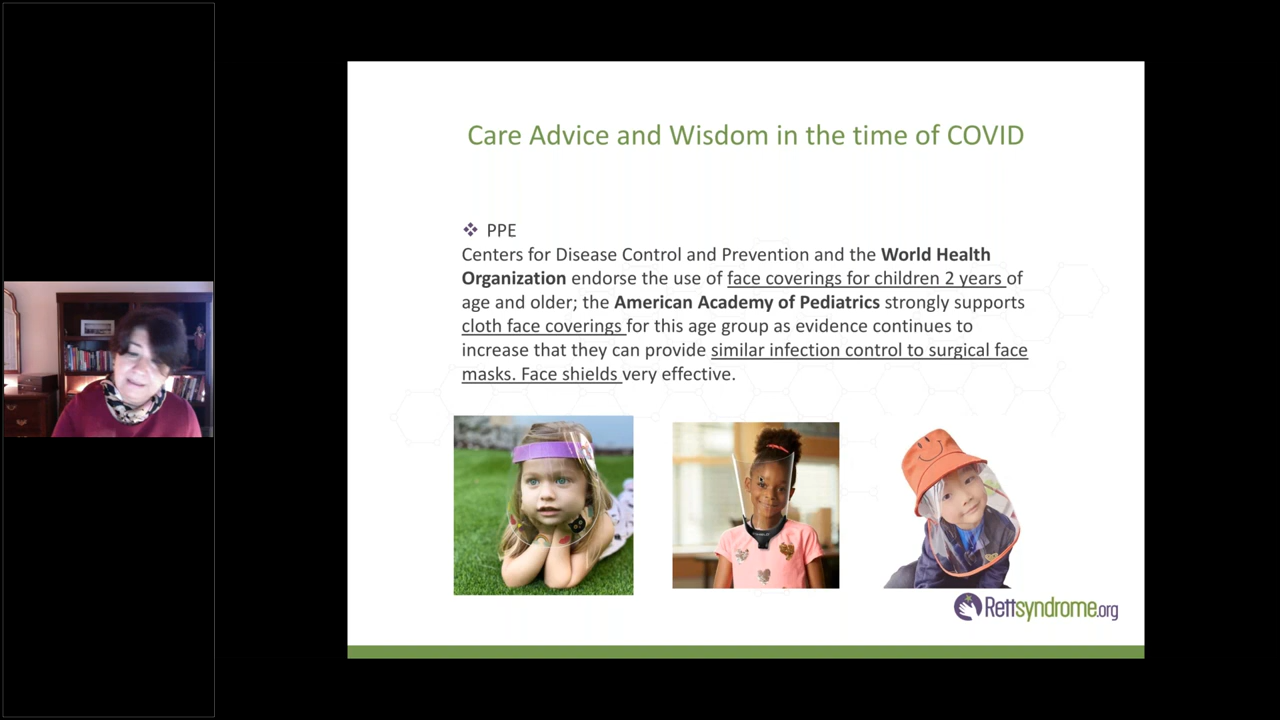 Care Advice and Wisdom in the time of COVID
❖ PPE
Centers for Disease Control and Prevention and the World Health
Organization endorse the use of face coverings for children 2 years of
age and older; the American Academy of Pediatrics strongly supports
cloth face coverings for this age group as evidence continues to
increase that they can provide similar infection control to surgical face
masks. Face shields very effective.
Rettsyndrome.org